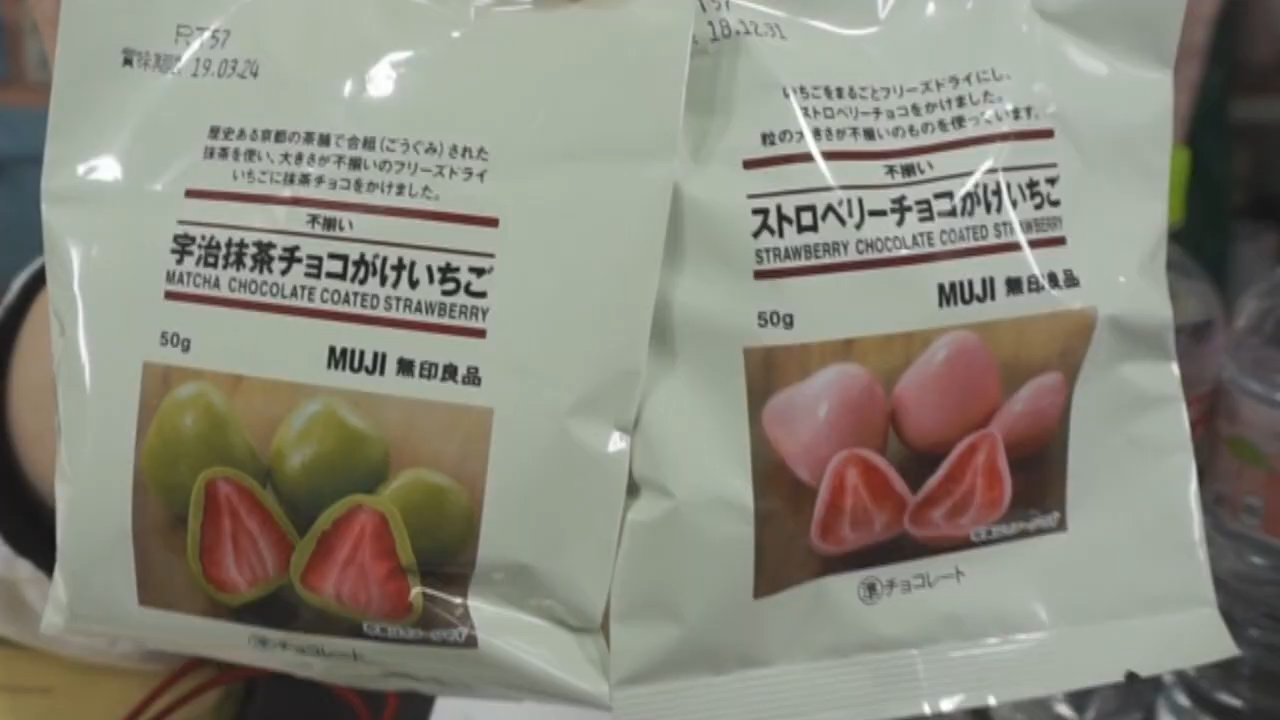 RT57
賞味期限 19.03.24
歴史ある京都の茶舗で合組(ごうぐみ)された
抹茶を使い、大きさが不揃いのフリーズドライ
いちごに抹茶チョコをかけました。
不揃い
宇治抹茶チョコがけいちご
MATCHA CHOCOLATE COATED STRAWBERRY
50g
MUJI 無印良品
チョコレート
18.12.31
いちごをまるごとフリーズドライにし、
ストロベリーチョコをかけました。
粒の大きさが不揃いのものを使っています。
不揃い
ストロベリーチョコがけいちご
STRAWBERRY CHOCOLATE COATED STRAWBERRY
MUJI 無印良品
50g
準チョコレート